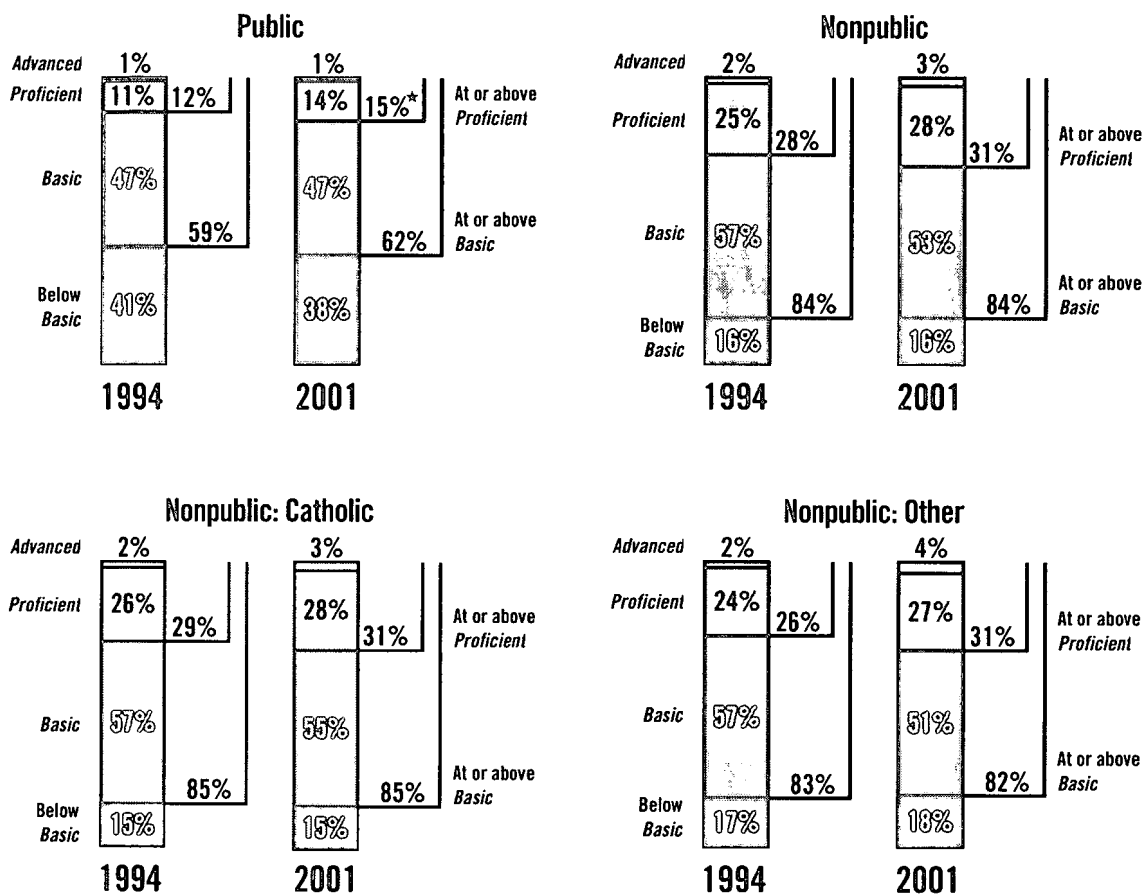 Public
Advanced 1% 1%
Proficient 11% 12% 14% 15%* At or above
Proficient
Basic 47% 47%
59% 62% At or above
Basic
Below
Basic 41% 38%
1994 2001
Nonpublic
Advanced 2% 3%
Proficient 25% 28% 28% 31% At or above
Proficient
Basic 57% 53%
84% 84% At or above
Basic
Below
Basic 16% 16%
1994 2001
Nonpublic: Catholic
Advanced 2% 3%
Proficient 26% 29% 28% 31% At or above
Proficient
Basic 57% 55%
85% 85% At or above
Basic
Below
Basic 15% 15%
1994 2001
Nonpublic: Other
Advanced 2% 4%
Proficient 24% 26% 27% 31% At or above
Proficient
Basic 57% 51%
83% 82% At or above
Basic
Below
Basic 17% 18%
1994 2001